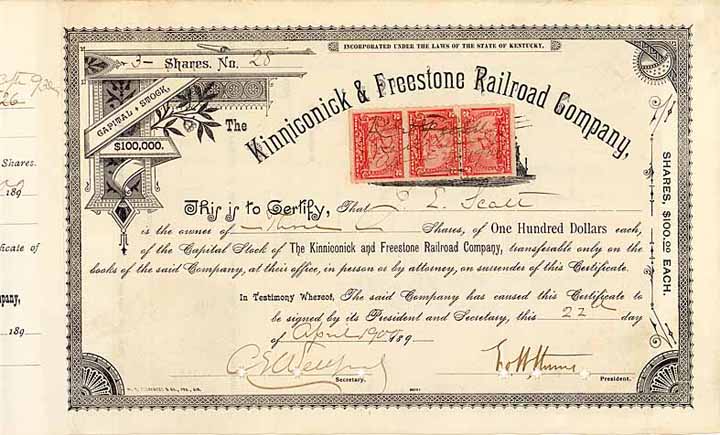 INCORPORATED UNDER THE LAWS OF THE STATE OF KENTUCKY.
3- Shares. No. 28
CAPITAL STOCK,
$100,000.
The Kinniconick & Freestone Railroad Company,
This is to Certify, That E. Scott
is the owner of Three Shares, of One Hundred Dollars each,
of the Capital Stock of The Kinniconick and Freestone Railroad Company, transferable only on the
books of the said Company, at their office, in person or by attorney, on surrender of this Certificate.
In Testimony Whereof, The said Company has caused this Certificate to
be signed by its President and Secretary, this 22d day
of April 1900 189
Secretary.
President.
SHARES, $100.00 EACH.
Shares.
189
icate of
pany,
189
26